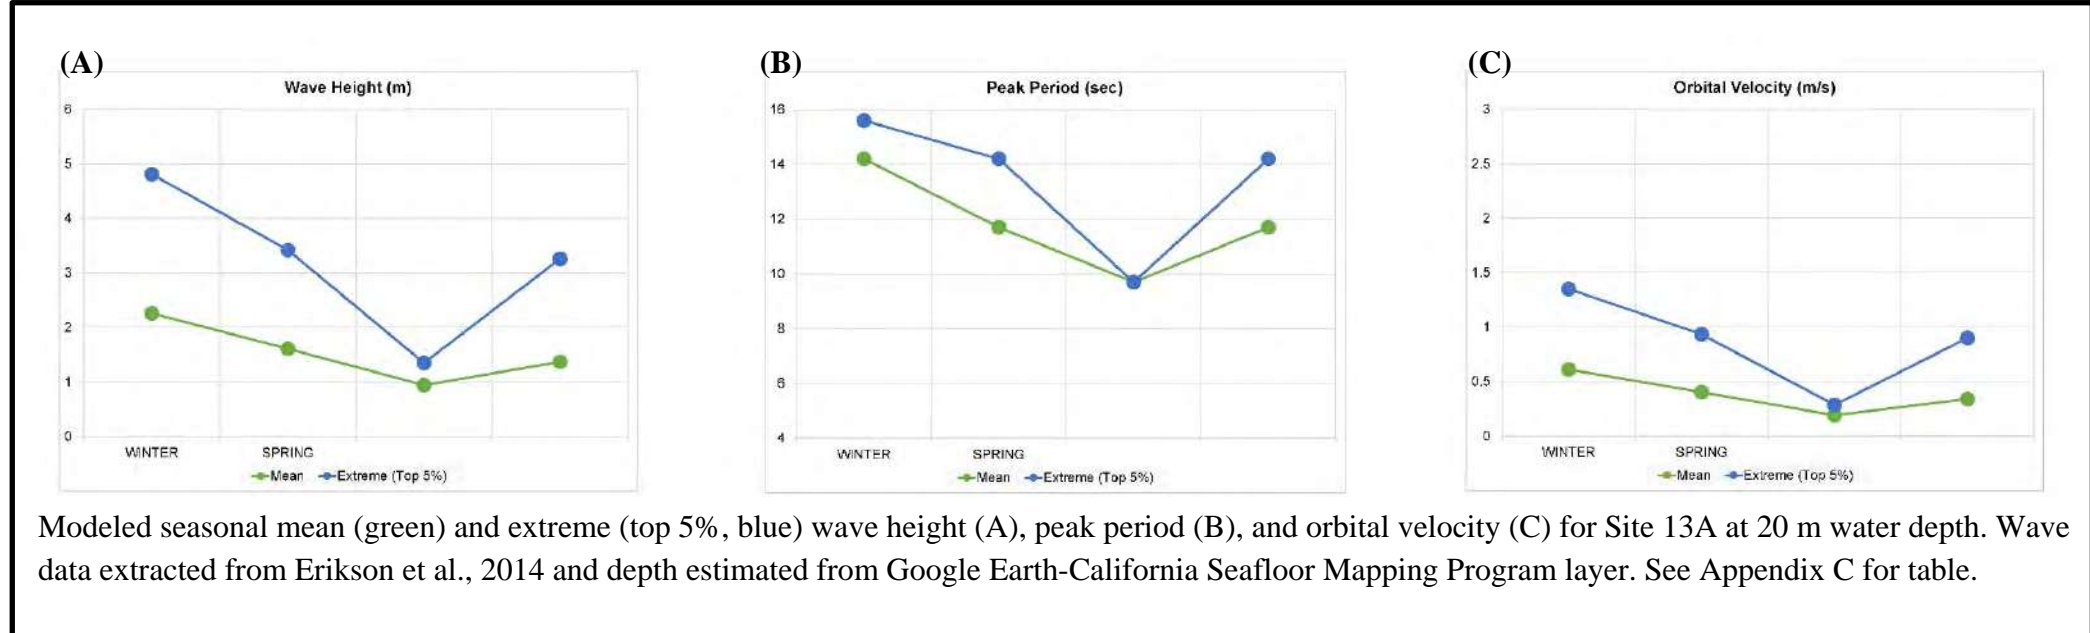 (A)
Wave Height (m)
6
5
4
3
2
1
0
WINTER SPRING
Mean Extreme (Top 5%)
(B)
Peak Period (sec)
16
14
12
10
8
6
4
WINTER SPRING
Mean Extreme (Top 5%)
(C)
Orbital Velocity (m/s)
3
2.5
2
1.5
1
0.5
0
WINTER SPRING
Mean Extreme (Top 5%)
Modeled seasonal mean (green) and extreme (top 5%, blue) wave height (A), peak period (B), and orbital velocity (C) for Site 13A at 20 m water depth. Wave
data extracted from Erikson et al., 2014 and depth estimated from Google Earth-California Seafloor Mapping Program layer. See Appendix C for table.